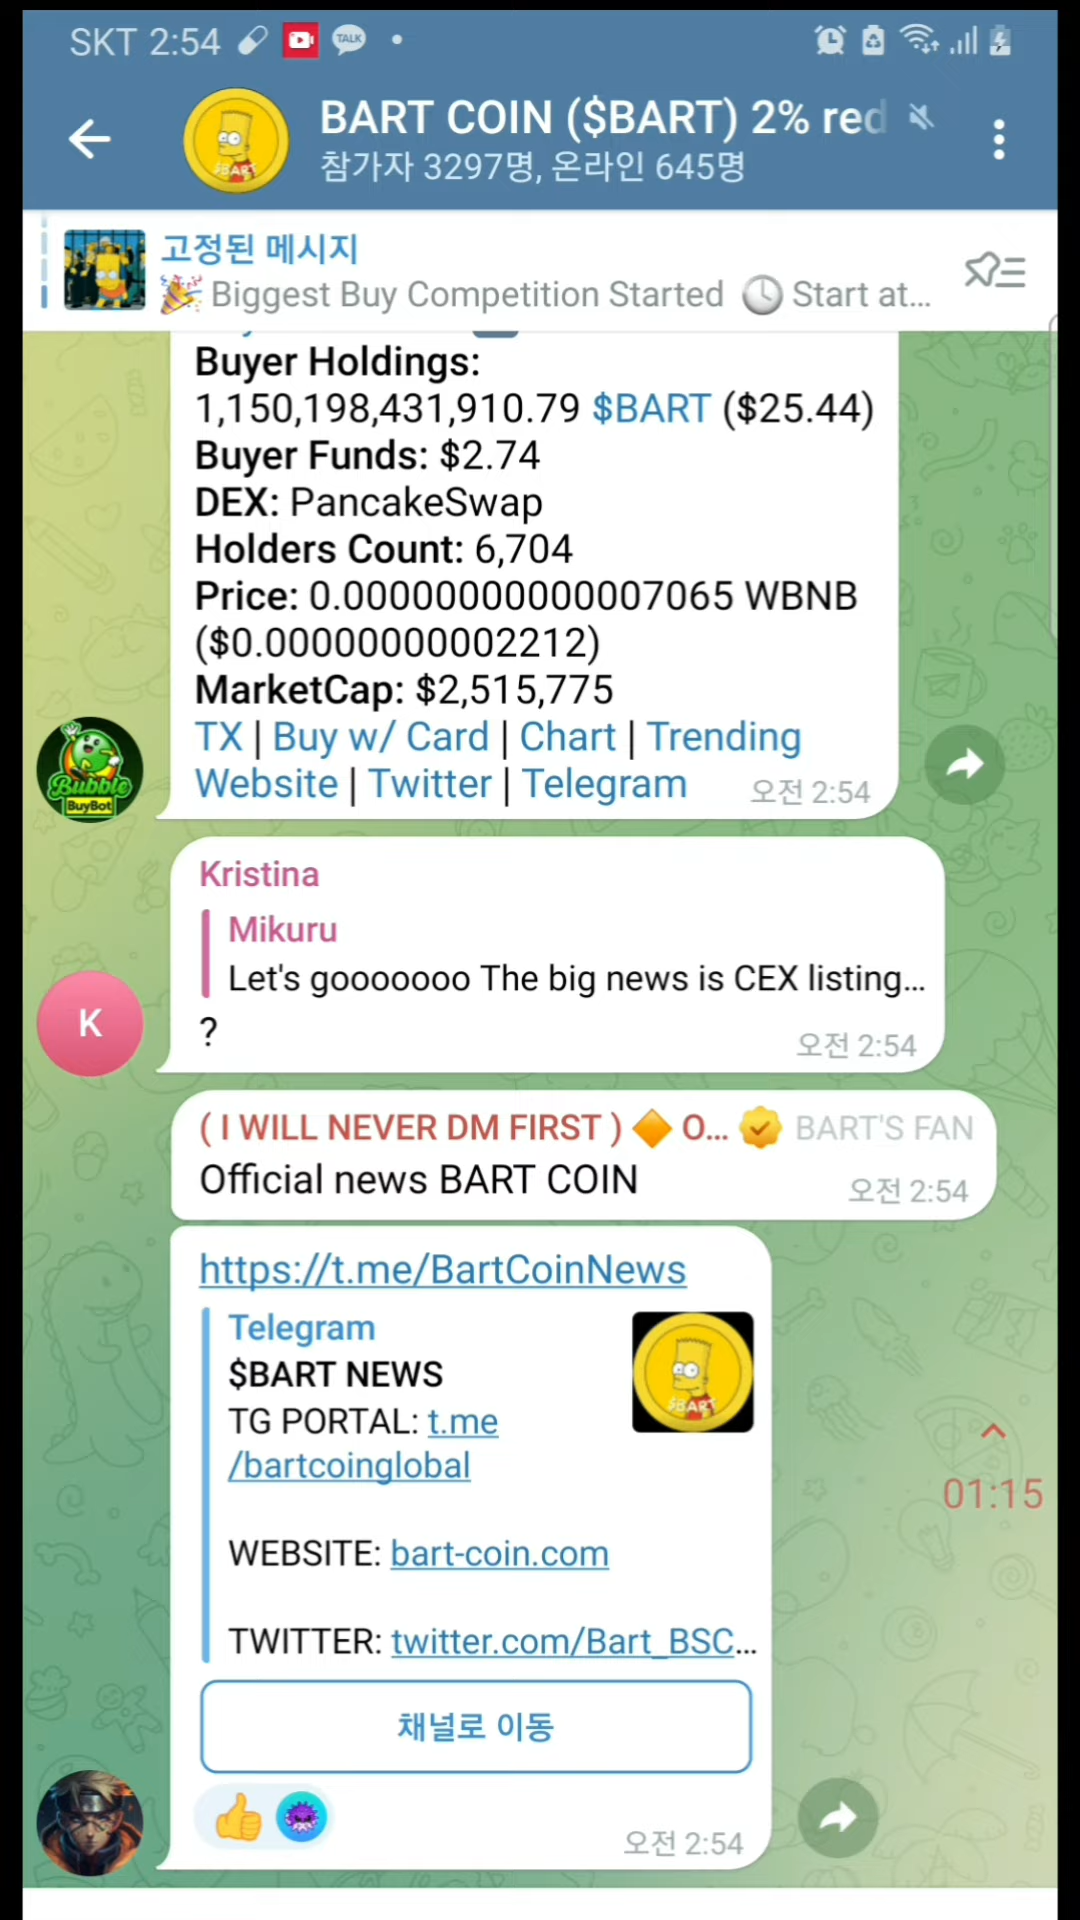 SKT 2:54
TALK
BART COIN ($BART) 2% red
참가자 3297명, 온라인 645명
고정된 메시지
🎉 Biggest Buy Competition Started 🕓 Start at...
Buyer Holdings:
1,150,198,431,910.79 $BART ($25.44)
Buyer Funds: $2.74
DEX: PancakeSwap
Holders Count: 6,704
Price: 0.00000000000007065 WBNB
($0.00000000002212)
MarketCap: $2,515,775
TX | Buy w/ Card | Chart | Trending
Website | Twitter | Telegram
오전 2:54
Bubble
BuyBot
Kristina
Mikuru
Let's gooooooo The big news is CEX listing...
?
오전 2:54
K
( I WILL NEVER DM FIRST ) 🔶 O... BART'S FAN
Official news BART COIN
오전 2:54
https://t.me/BartCoinNews
Telegram
$BART NEWS
TG PORTAL: t.me
/bartcoinglobal
$BART
WEBSITE: bart-coin.com
TWITTER: twitter.com/Bart_BSC...
01:15
채널로 이동
👍
오전 2:54